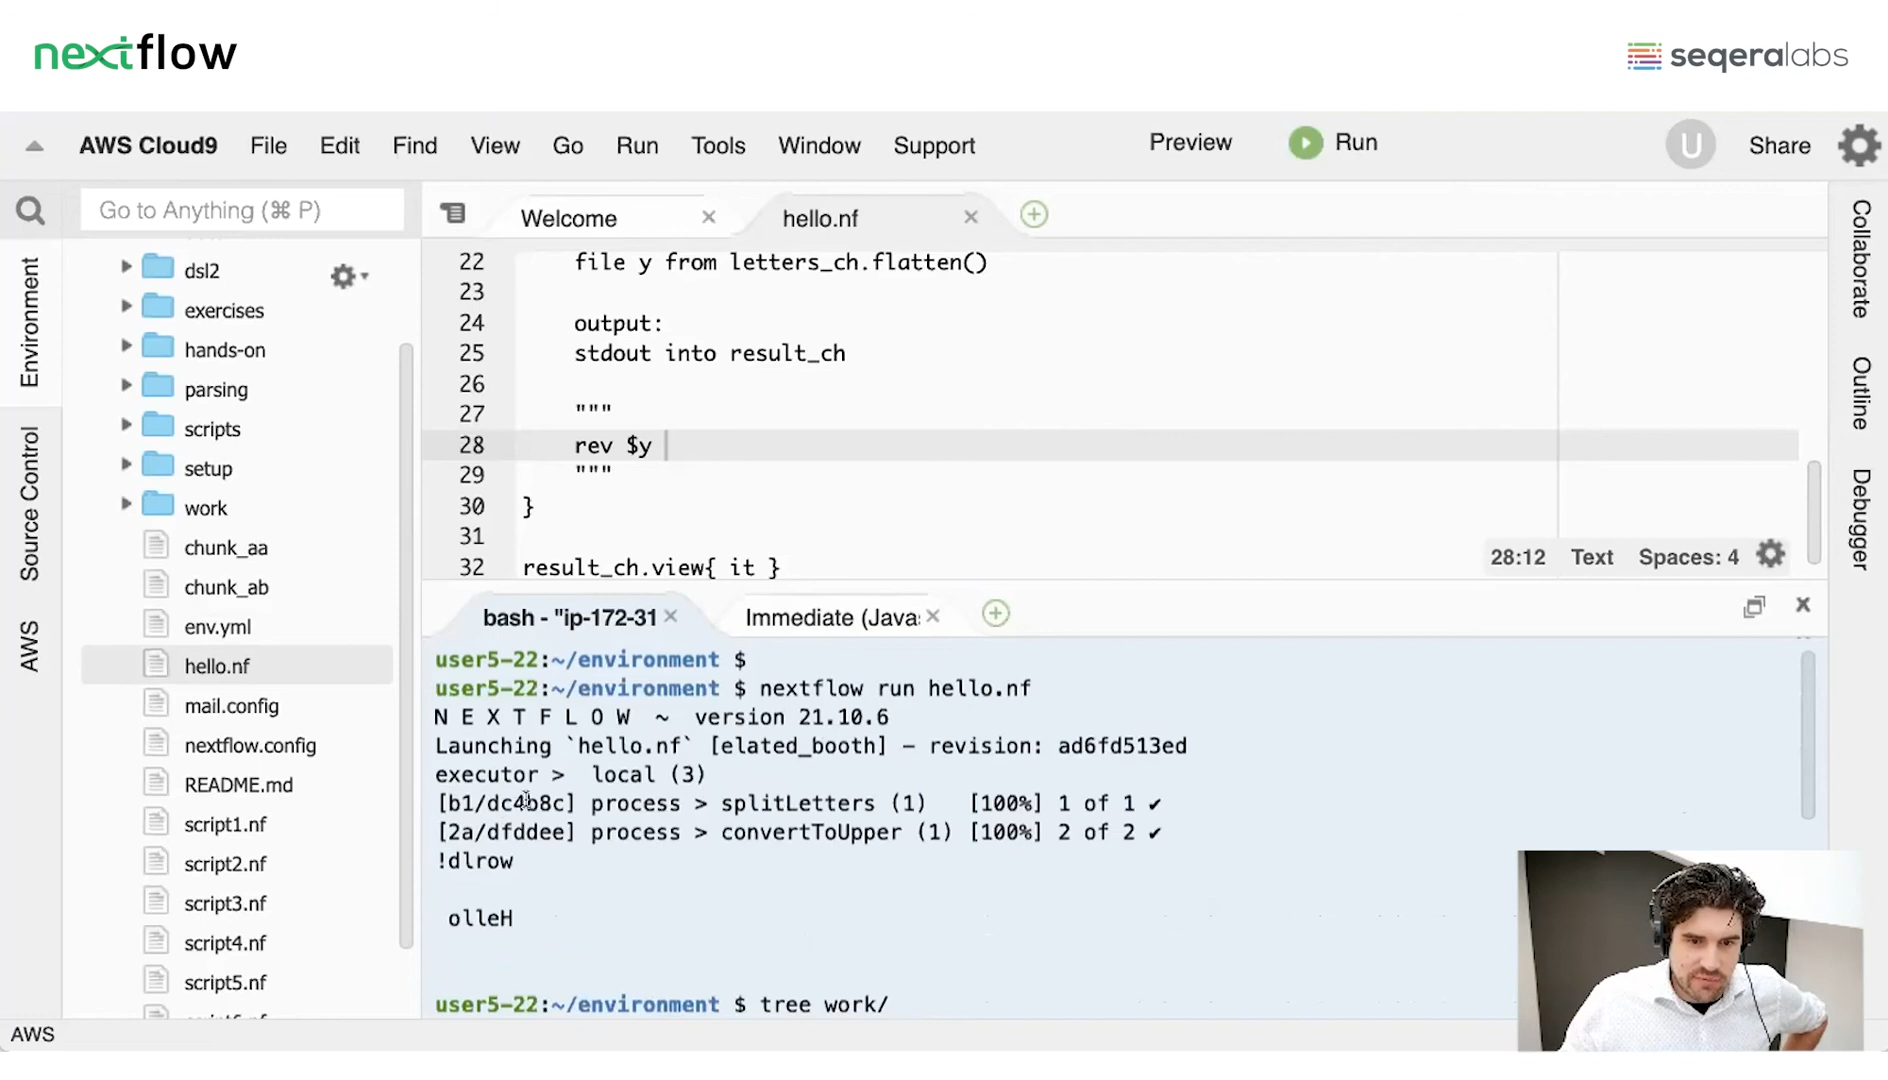 nextflow
seqeralabs
AWS Cloud9 File Edit Find View Go Run Tools Window Support Preview Run U Share
Go to Anything (⌘ P)
Welcome
hello.nf
Environment
Source Control
AWS
dsl2
exercises
hands-on
parsing
scripts
setup
work
chunk_aa
chunk_ab
env.yml
hello.nf
mail.config
nextflow.config
README.md
script1.nf
script2.nf
script3.nf
script4.nf
script5.nf
22 file y from letters_ch.flatten()
23
24 output:
25 stdout into result_ch
26
27 """
28 rev $y
29 """
30 }
31
32 result_ch.view{ it }
28:12 Text Spaces: 4
Collaborate
Outline
Debugger
bash - "ip-172-31
Immediate (Javas
user5-22:~/environment $
user5-22:~/environment $ nextflow run hello.nf
N E X T F L O W ~ version 21.10.6
Launching `hello.nf` [elated_booth] - revision: ad6fd513ed
executor > local (3)
[b1/dc4b8c] process > splitLetters (1) [100%] 1 of 1 ✔
[2a/dfddee] process > convertToUpper (1) [100%] 2 of 2 ✔
!dlrow
olleH
user5-22:~/environment $ tree work/
AWS